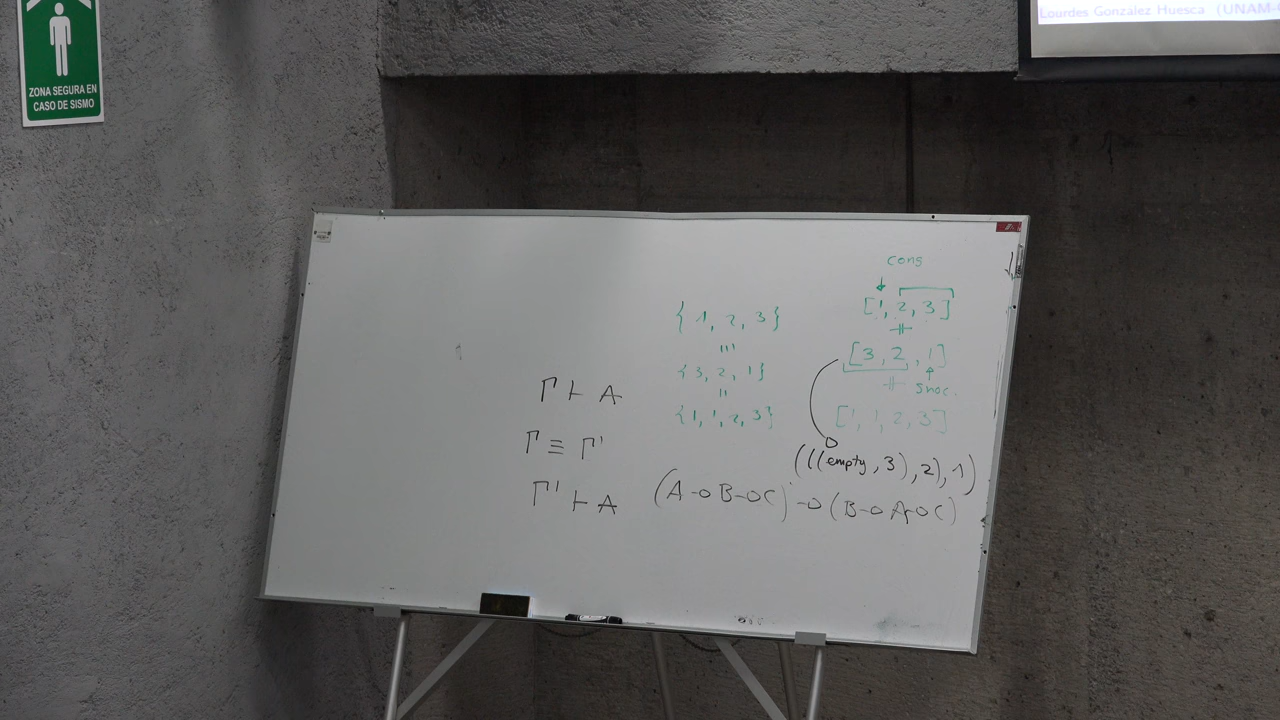 ZONA SEGURA EN
CASO DE SISMO
Lourdes González Huesca (UNAM-
cons
↓
[1, 2, 3]
[3, 2, 1]
↑
snoc.
[1, 1, 2, 3]
(((empty, 3), 2), 1)
{1, 2, 3}
{3, 2, 1}
{1, 1, 2, 3}
Γ ⊢ A
Γ ≡ Γ'
Γ' ⊢ A
(A ⊸ B ⊸ C) ⊸ (B ⊸ A ⊸ C)